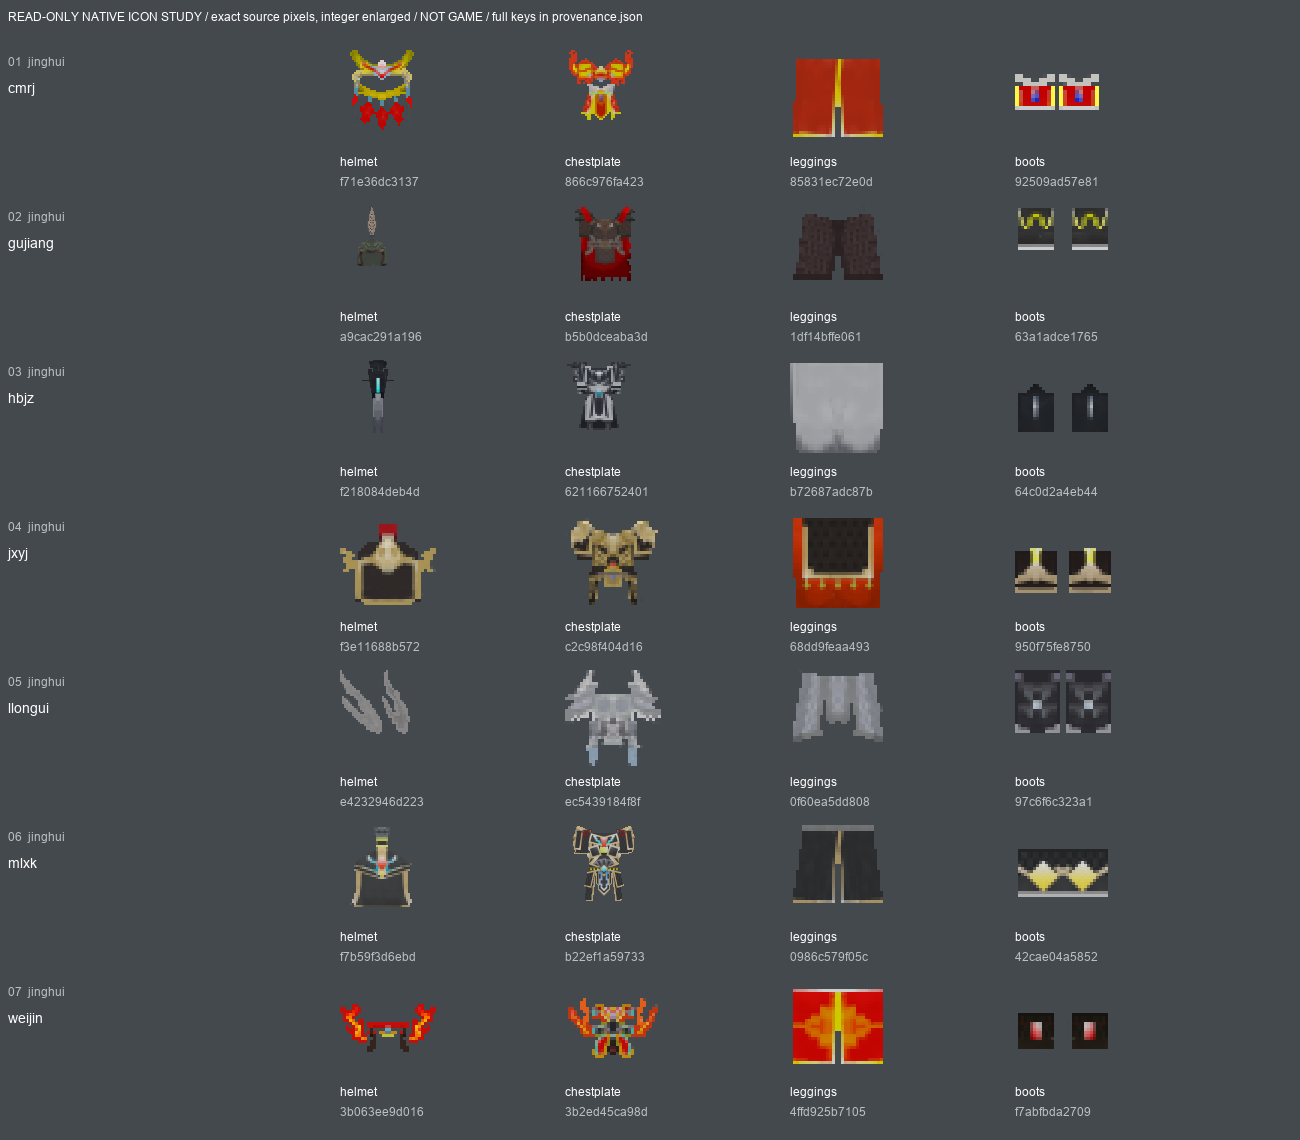 READ-ONLY NATIVE ICON STUDY / exact source pixels, integer enlarged / NOT GAME / full keys in provenance.json
01 jinghui
cmrj
helmet chestplate leggings boots
f71e36dc3137 866c976fa423 85831ec72e0d 92509ad57e81
02 jinghui
gujiang
helmet chestplate leggings boots
a9cac291a196 b5b0dceaba3d 1df14bffe061 63a1adce1765
03 jinghui
hbjz
helmet chestplate leggings boots
f218084deb4d 621166752401 b72687adc87b 64c0d2a4eb44
04 jinghui
jxyj
helmet chestplate leggings boots
f3e11688b572 c2c98f404d16 68dd9feaa493 950f75fe8750
05 jinghui
llongui
helmet chestplate leggings boots
e4232946d223 ec5439184f8f 0f60ea5dd808 97c6f6c323a1
06 jinghui
mlxk
helmet chestplate leggings boots
f7b59f3d6ebd b22ef1a59733 0986c579f05c 42cae04a5852
07 jinghui
weijin
helmet chestplate leggings boots
3b063ee9d016 3b2ed45ca98d 4ffd925b7105 f7abfbda2709